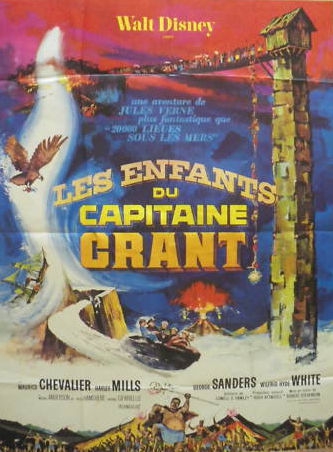 Walt Disney
une aventure de
JULES VERNE
plus fantastique que
"20000 LIEUES
SOUS LES MERS"
LES ENFANTS
DU
CAPITAINE
GRANT
MAURICE CHEVALIER HAYLEY MILLS GEORGE SANDERS WILFRID HYDE WHITE